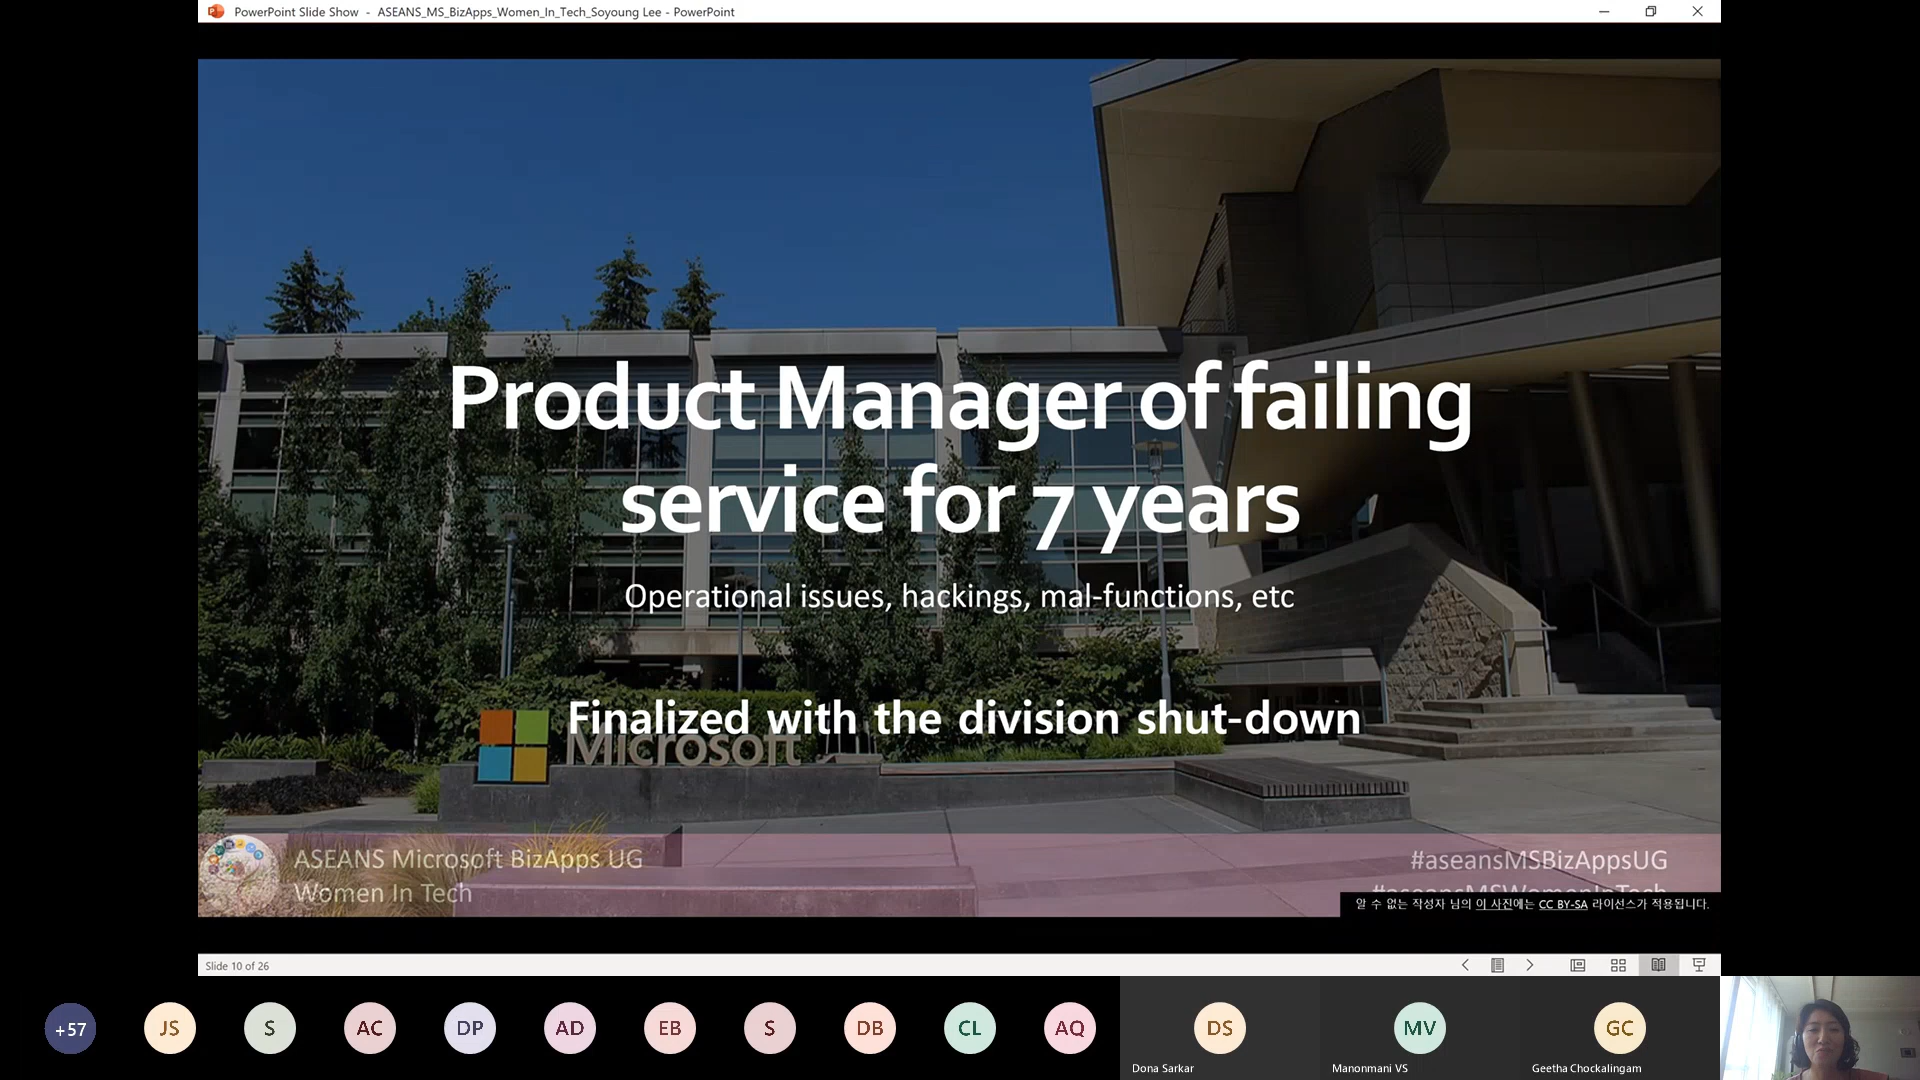 PowerPoint Slide Show - ASEANS_MS_BizApps_Women_In_Tech_Soyoung Lee - PowerPoint
Product Manager of failing
service for 7 years
Operational issues, hackings, mal-functions, etc
Finalized with the division shut-down
Microsoft
ASEANS Microsoft BizApps UG
Women In Tech
#aseansMSBizAppsUG
#aseansMSWomenInTech
알 수 없는 작성자 님의 이 사진에는 CC BY-SA 라이선스가 적용됩니다.
Slide 10 of 26
+57
JS
S
AC
DP
AD
EB
S
DB
CL
AQ
DS
MV
GC
Dona Sarkar
Manonmani VS
Geetha Chockalingam